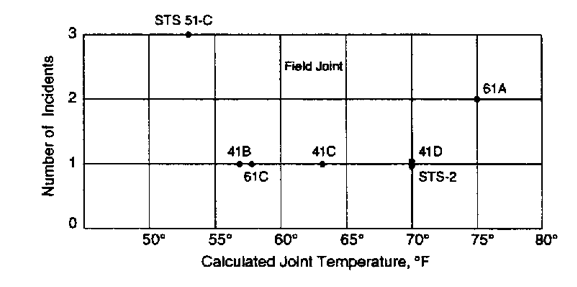 STS 51-C
3
Field Joint
61A
2
41B
41C
41D
1
61C
STS-2
0
50° 55° 60° 65° 70° 75° 80°
Number of Incidents
Calculated Joint Temperature, °F